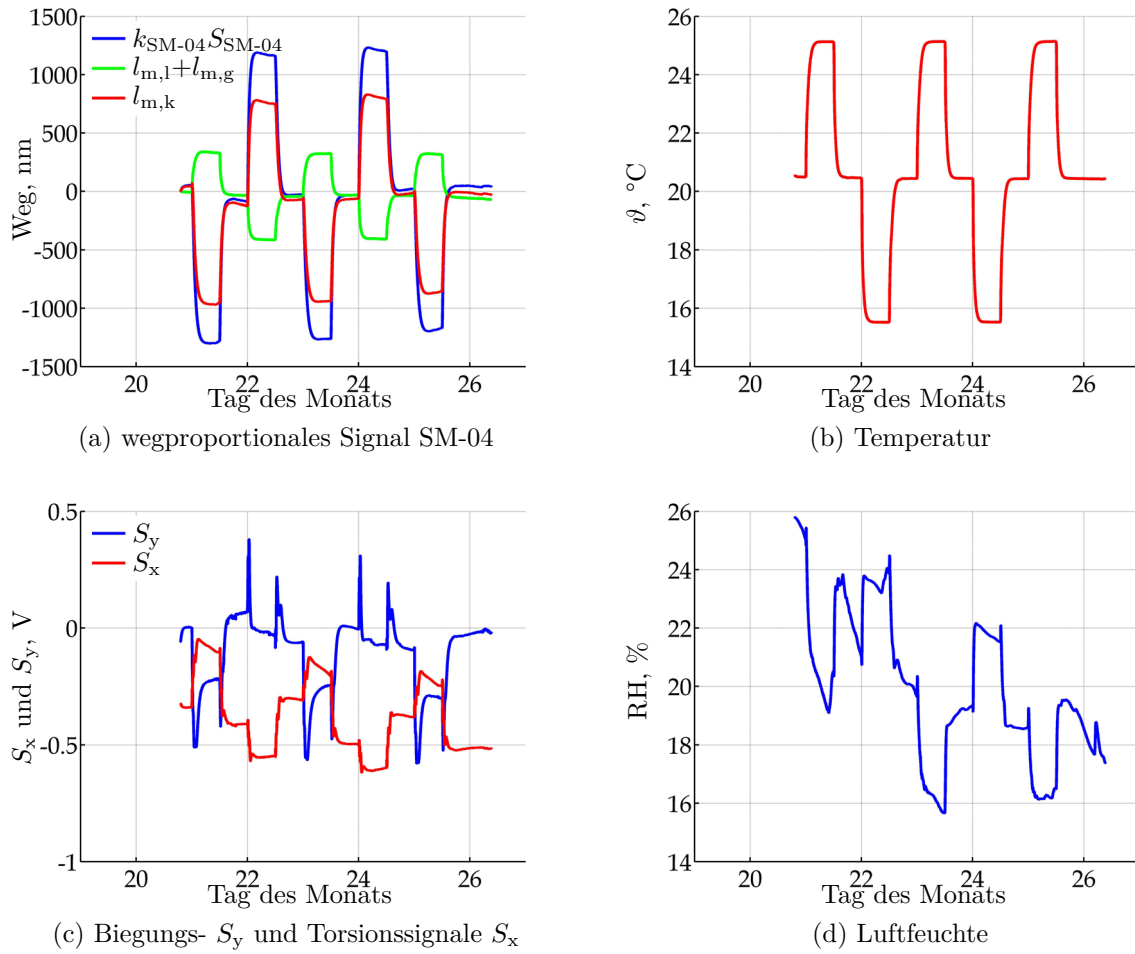 1500
1000
500
0
-500
-1000
-1500
Weg, nm
k_SM-04 S_SM-04
l_m,l+l_m,g
l_m,k
20 22 24 26
Tag des Monats
(a) wegproportionales Signal SM-04
26
24
22
20
18
16
14
ϑ, °C
20 22 24 26
Tag des Monats
(b) Temperatur
0.5
0
-0.5
-1
S_x und S_y, V
S_y
S_x
20 22 24 26
Tag des Monats
(c) Biegungs- S_y und Torsionssignale S_x
26
24
22
20
18
16
14
RH, %
20 22 24 26
Tag des Monats
(d) Luftfeuchte